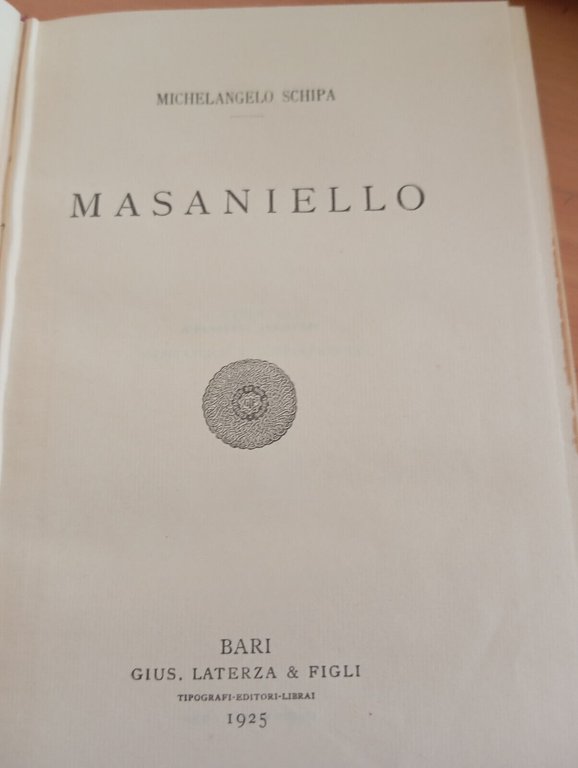 MICHELANGELO SCHIPA
MASANIELLO
BARI
GIUS. LATERZA & FIGLI
TIPOGRAFI-EDITORI-LIBRAI
1925